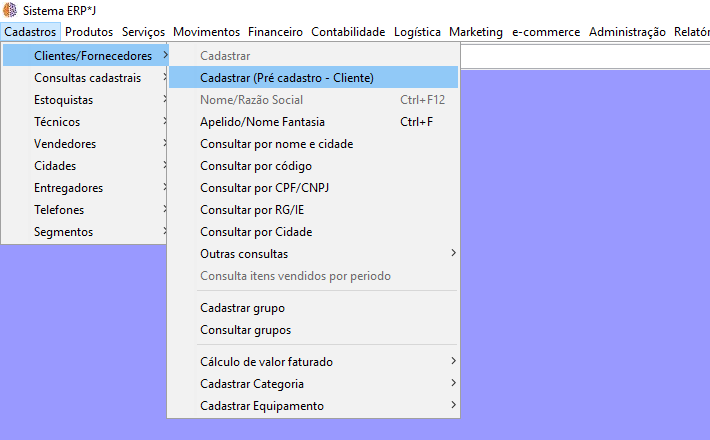 Sistema ERP*J
Cadastros Produtos Serviços Movimentos Financeiro Contabilidade Logística Marketing e-commerce Administração Relatór
Clientes/Fornecedores
Consultas cadastrais
Estoquistas
Técnicos
Vendedores
Cidades
Entregadores
Telefones
Segmentos
Cadastrar
Cadastrar (Pré cadastro - Cliente)
Nome/Razão Social Ctrl+F12
Apelido/Nome Fantasia Ctrl+F
Consultar por nome e cidade
Consultar por código
Consultar por CPF/CNPJ
Consultar por RG/IE
Consultar por Cidade
Outras consultas
Consulta itens vendidos por periodo
Cadastrar grupo
Consultar grupos
Cálculo de valor faturado
Cadastrar Categoria
Cadastrar Equipamento